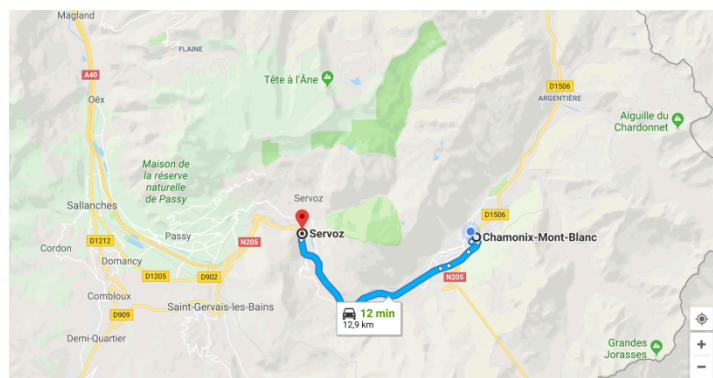 Magland
FLAINE
A40
Tête à l'Âne
D1506
ARGENTIÈRE
Oëx
Aiguille du
Chardonnet
Maison de
la réserve
naturelle
de Passy
Servoz
Sallanches
D1506
Servoz
Chamonix-Mont-Blanc
Passy
N205
D1212
Cordon
Domancy
D1205
D902
N205
Combloux
Saint-Gervais-les-Bains
D909
12 min
12,9 km
Demi-Quartier
Grandes
Jorasses
+
−